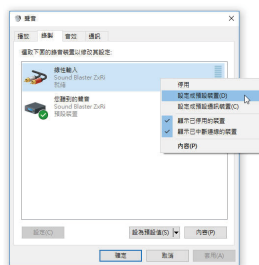 聲音
播放 錄製 音效 通訊
選取下面的錄音裝置以修改其設定:
線性輸入
Sound Blaster ZxRi
就緒
您聽到的聲音
Sound Blaster ZxRi
預設裝置
停用
設定成預設裝置(D)
設定成預設通訊裝置(C)
顯示已停用的裝置
顯示已中斷連線的裝置
內容(P)
設定(C) 設為預設值(S) 內容(P)
確定 取消 套用(A)